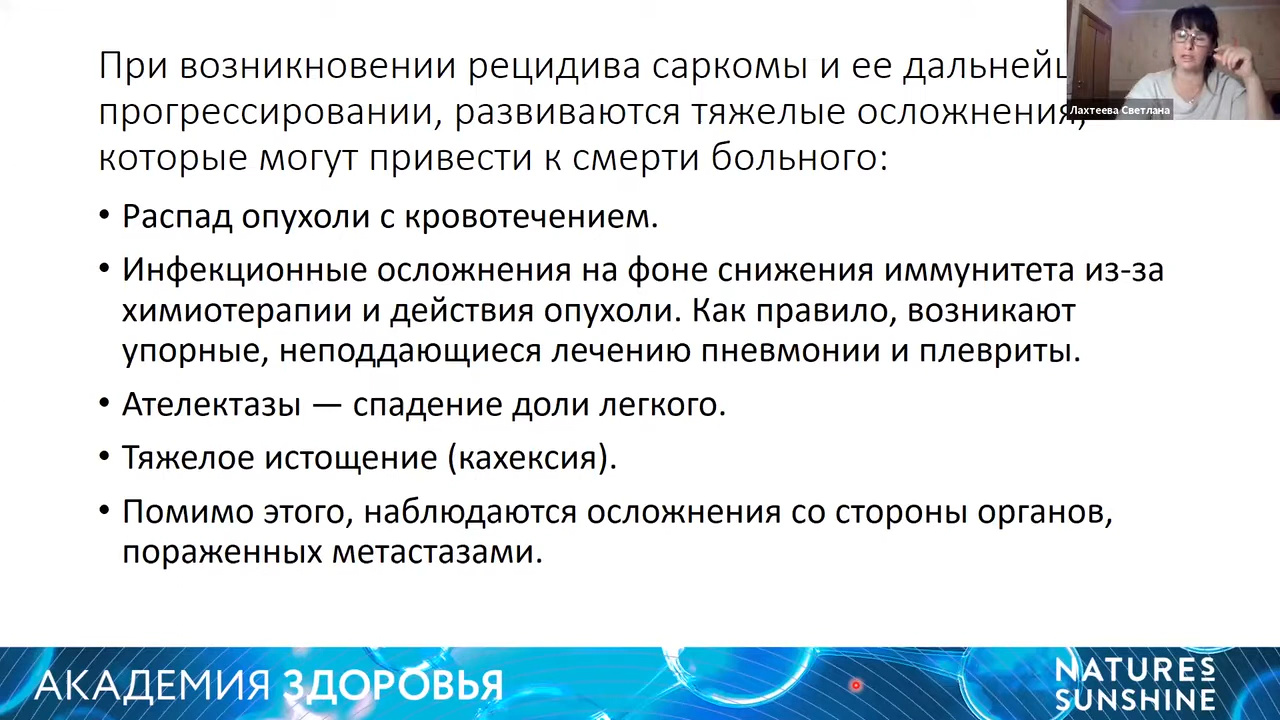 При возникновении рецидива саркомы и ее
прогрессировании, развиваются тяжелые осложнения,
которые могут привести к смерти больного:
• Распад опухоли с кровотечением.
• Инфекционные осложнения на фоне снижения иммунитета из-за
химиотерапии и действия опухоли. Как правило, возникают
упорные, неподдающиеся лечению пневмонии и плевриты.
• Ателектазы — спадение доли легкого.
• Тяжелое истощение (кахексия).
• Помимо этого, наблюдаются осложнения со стороны органов,
пораженных метастазами.
Лахтеева Светлана
АКАДЕМИЯ ЗДОРОВЬЯ
NATURE'S
SUNSHINE